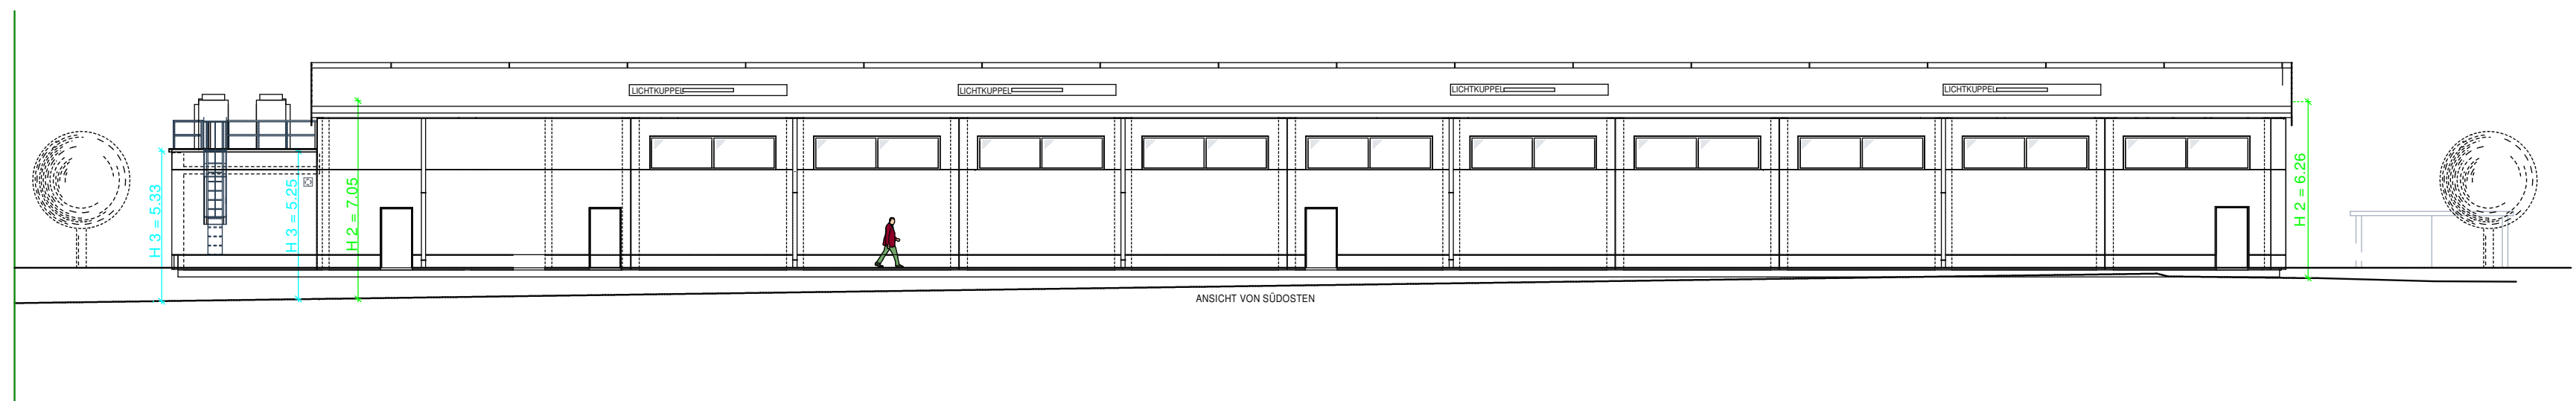 LICHTKUPPEL
LICHTKUPPEL
LICHTKUPPEL
LICHTKUPPEL
H 3 = 5.33
H 3 = 5.25
H 2 = 7.05
H 2 = 6.26
ANSICHT VON SÜDOSTEN